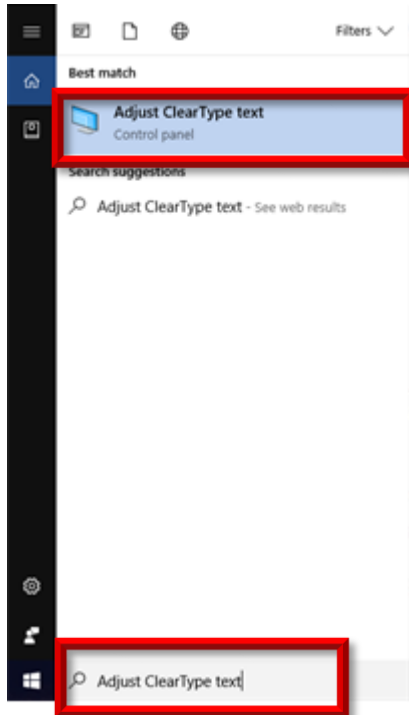 Filters
Best match
Adjust ClearType text
Control panel
Search suggestions
Adjust ClearType text - See web results
Adjust ClearType text